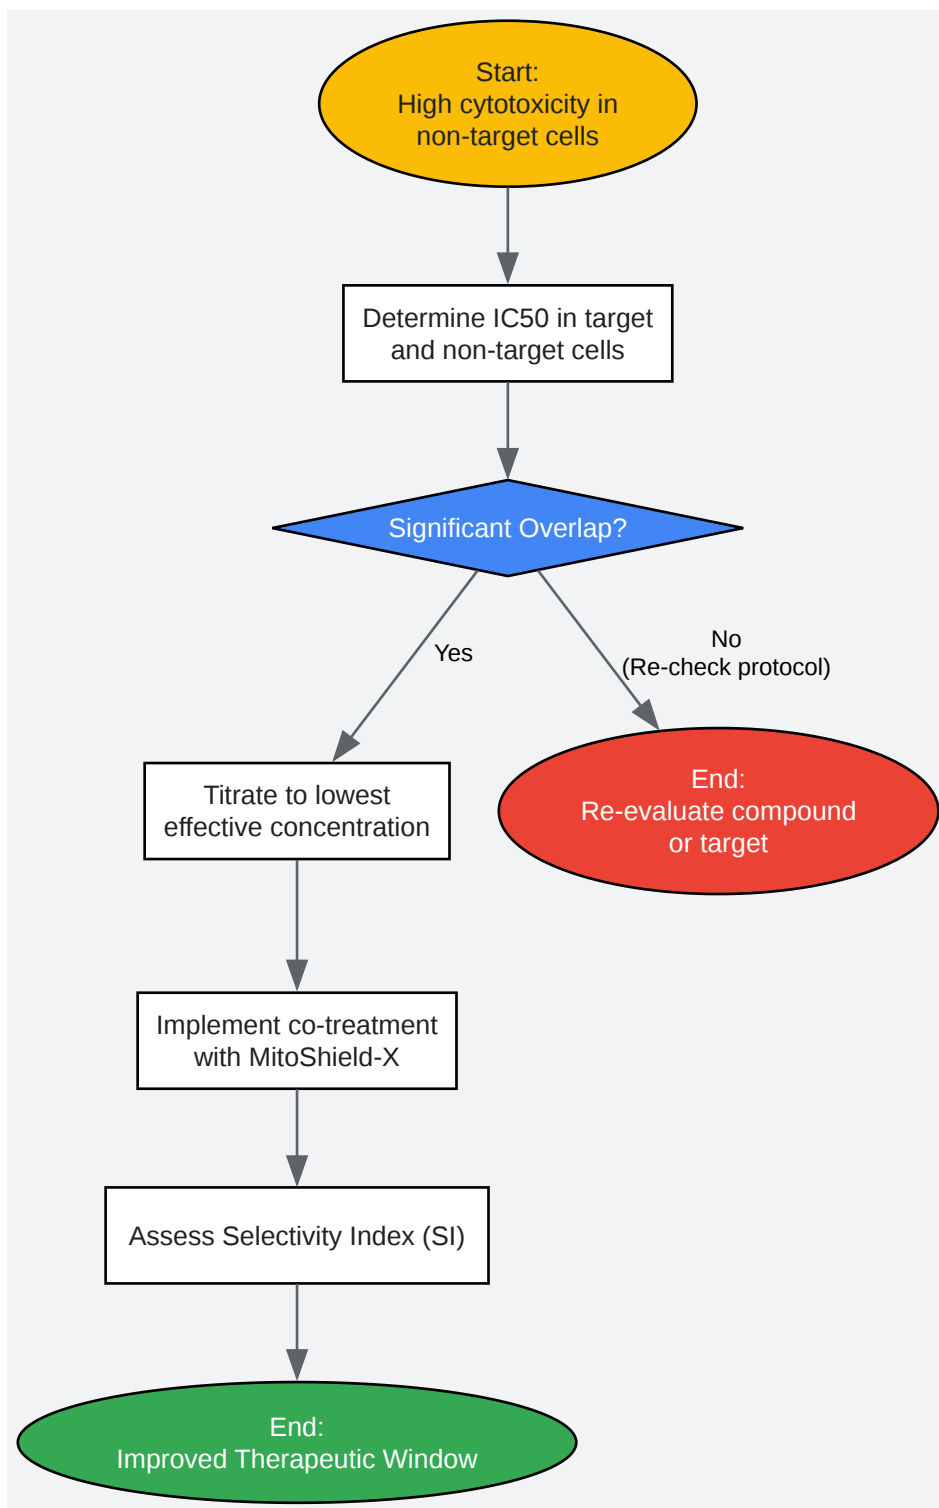 Start:
High cytotoxicity in
non-target cells
Determine IC50 in target
and non-target cells
Significant Overlap?
Yes
No
(Re-check protocol)
Titrate to lowest
effective concentration
End:
Re-evaluate compound
or target
Implement co-treatment
with MitoShield-X
Assess Selectivity Index (SI)
End:
Improved Therapeutic Window